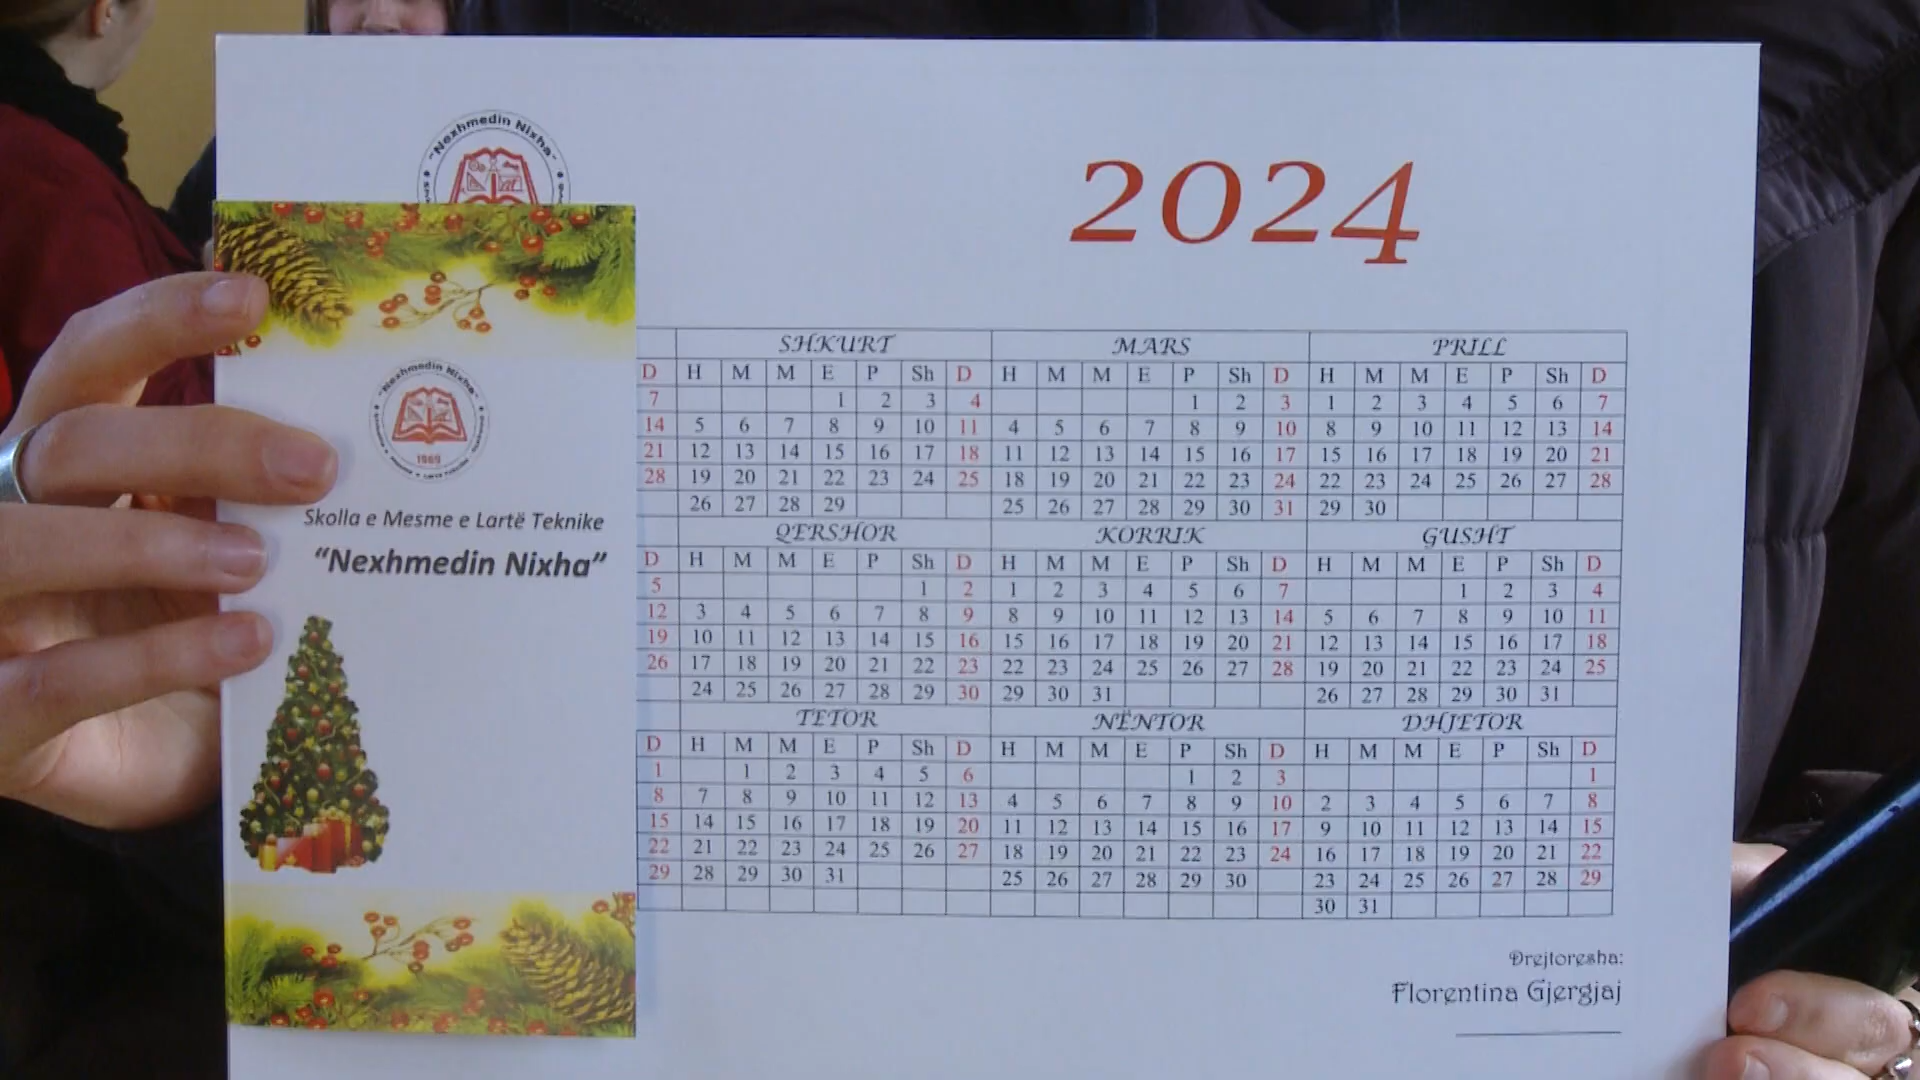 "Nexhmedin Nixha"
2024
"Nexhmedin Nixha"
1969
Skolla e Mesme e Lartë Teknike
"Nexhmedin Nixha"
SHKURT MARS PRILL
D H M M E P Sh D H M M E P Sh D H M M E P Sh D
7 1 2 3 4 1 2 3 1 2 3 4 5 6 7
14 5 6 7 8 9 10 11 4 5 6 7 8 9 10 8 9 10 11 12 13 14
21 12 13 14 15 16 17 18 11 12 13 14 15 16 17 15 16 17 18 19 20 21
28 19 20 21 22 23 24 25 18 19 20 21 22 23 24 22 23 24 25 26 27 28
26 27 28 29 25 26 27 28 29 30 31 29 30
QERSHOR KORRIK GUSHT
D H M M E P Sh D H M M E P Sh D H M M E P Sh D
5 1 2 1 2 3 4 5 6 7 1 2 3 4
12 3 4 5 6 7 8 9 8 9 10 11 12 13 14 5 6 7 8 9 10 11
19 10 11 12 13 14 15 16 15 16 17 18 19 20 21 12 13 14 15 16 17 18
26 17 18 19 20 21 22 23 22 23 24 25 26 27 28 19 20 21 22 23 24 25
24 25 26 27 28 29 30 29 30 31 26 27 28 29 30 31
TETOR NËNTOR DHJETOR
D H M M E P Sh D H M M E P Sh D H M M E P Sh D
1 1 2 3 4 5 6 1 2 3 1
8 7 8 9 10 11 12 13 4 5 6 7 8 9 10 2 3 4 5 6 7 8
15 14 15 16 17 18 19 20 11 12 13 14 15 16 17 9 10 11 12 13 14 15
22 21 22 23 24 25 26 27 18 19 20 21 22 23 24 16 17 18 19 20 21 22
29 28 29 30 31 25 26 27 28 29 30 23 24 25 26 27 28 29
30 31
Drejtoresha:
Florentina Gjergjaj